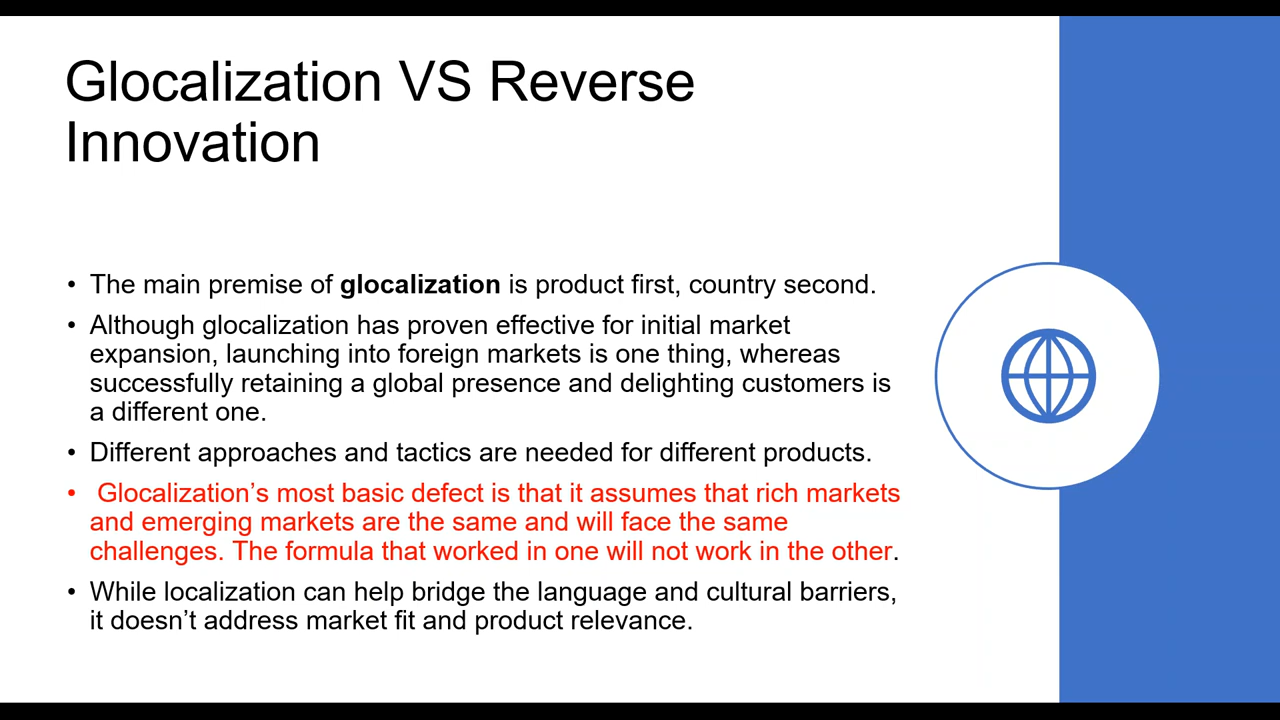 Glocalization VS Reverse
Innovation
• The main premise of glocalization is product first, country second.
• Although glocalization has proven effective for initial market
expansion, launching into foreign markets is one thing, whereas
successfully retaining a global presence and delighting customers is
a different one.
• Different approaches and tactics are needed for different products.
• Glocalization’s most basic defect is that it assumes that rich markets
and emerging markets are the same and will face the same
challenges. The formula that worked in one will not work in the other.
• While localization can help bridge the language and cultural barriers,
it doesn’t address market fit and product relevance.